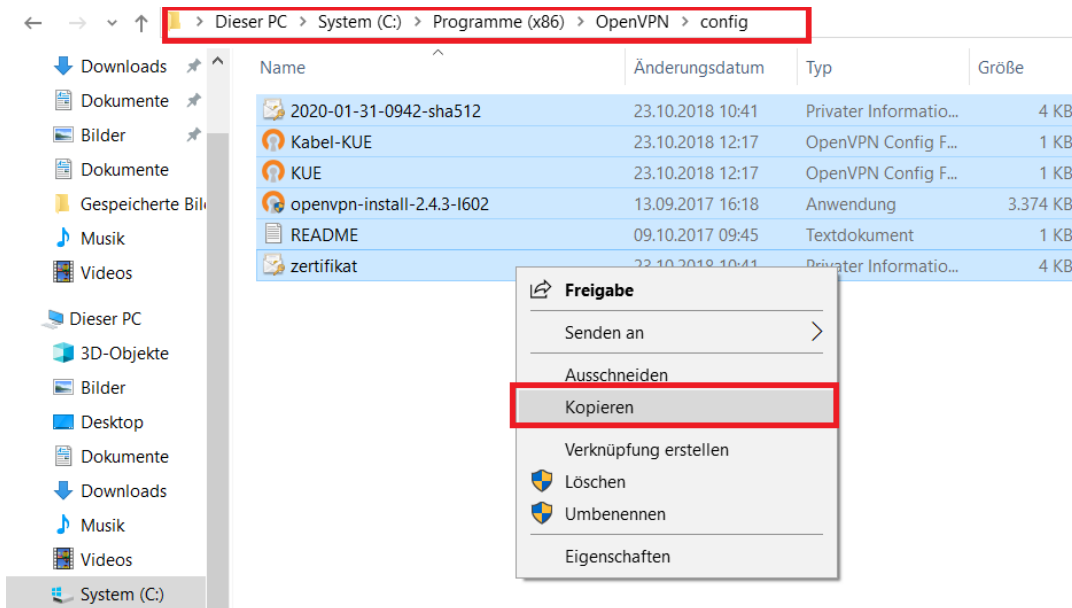 Dieser PC > System (C:) > Programme (x86) > OpenVPN > config
Downloads
Dokumente
Bilder
Dokumente
Gespeicherte Bil
Musik
Videos
Dieser PC
3D-Objekte
Bilder
Desktop
Dokumente
Downloads
Musik
Videos
System (C:)
Name Änderungsdatum Typ Größe
2020-01-31-0942-sha512 23.10.2018 10:41 Privater Informatio... 4 KB
Kabel-KUE 23.10.2018 12:17 OpenVPN Config F... 1 KB
KUE 23.10.2018 12:17 OpenVPN Config F... 1 KB
openvpn-install-2.4.3-I602 13.09.2017 16:18 Anwendung 3.374 KB
README 09.10.2017 09:45 Textdokument 1 KB
zertifikat 23.10.2018 10:41 Privater Informatio... 4 KB
Freigabe
Senden an
Ausschneiden
Kopieren
Verknüpfung erstellen
Löschen
Umbenennen
Eigenschaften